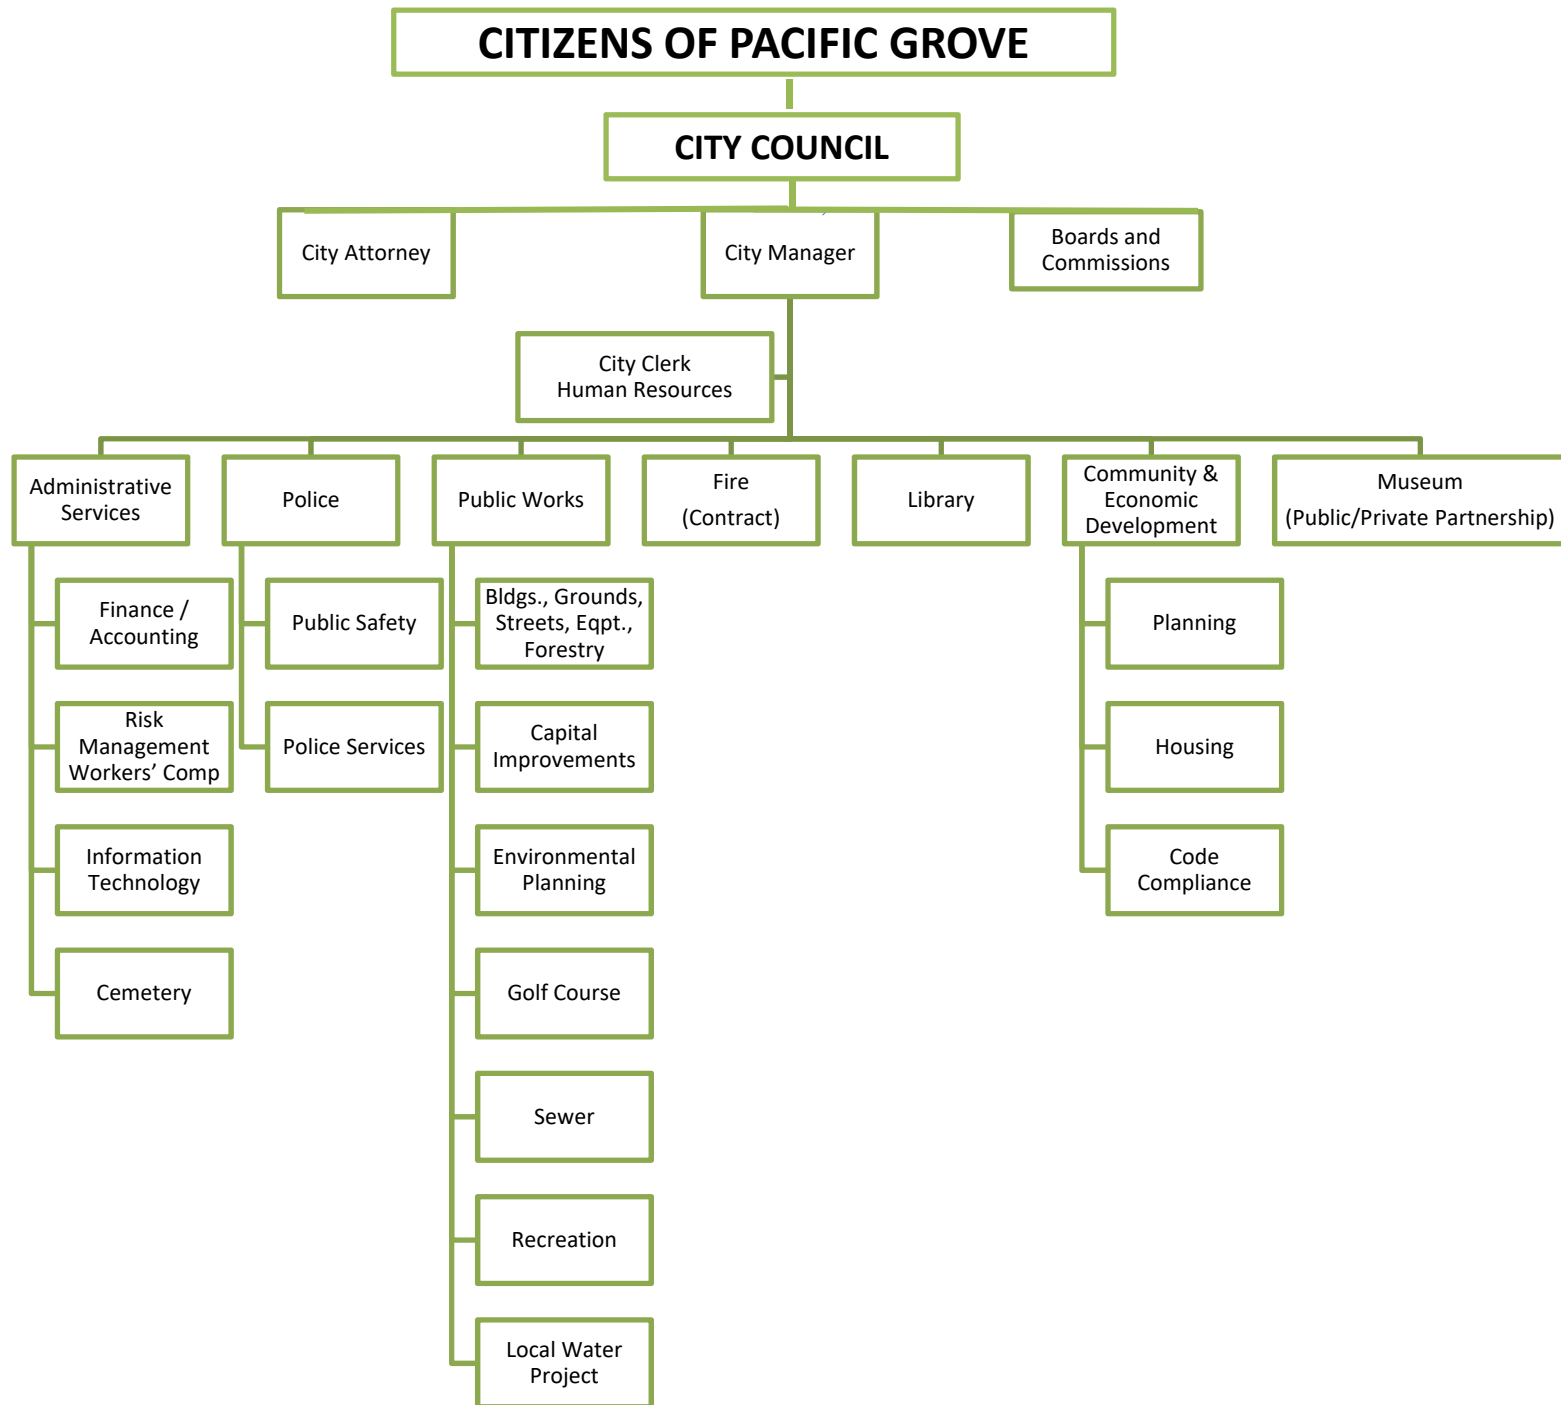 CITIZENS OF PACIFIC GROVE
CITY COUNCIL
City Attorney
City Manager
Boards and
Commissions
City Clerk
Human Resources
Administrative
Services
Police
Public Works
Fire
(Contract)
Library
Community &
Economic
Development
Museum
(Public/Private Partnership)
Finance /
Accounting
Risk
Management
Workers’ Comp
Information
Technology
Cemetery
Public Safety
Police Services
Bldgs., Grounds,
Streets, Eqpt.,
Forestry
Capital
Improvements
Environmental
Planning
Golf Course
Sewer
Recreation
Local Water
Project
Planning
Housing
Code
Compliance